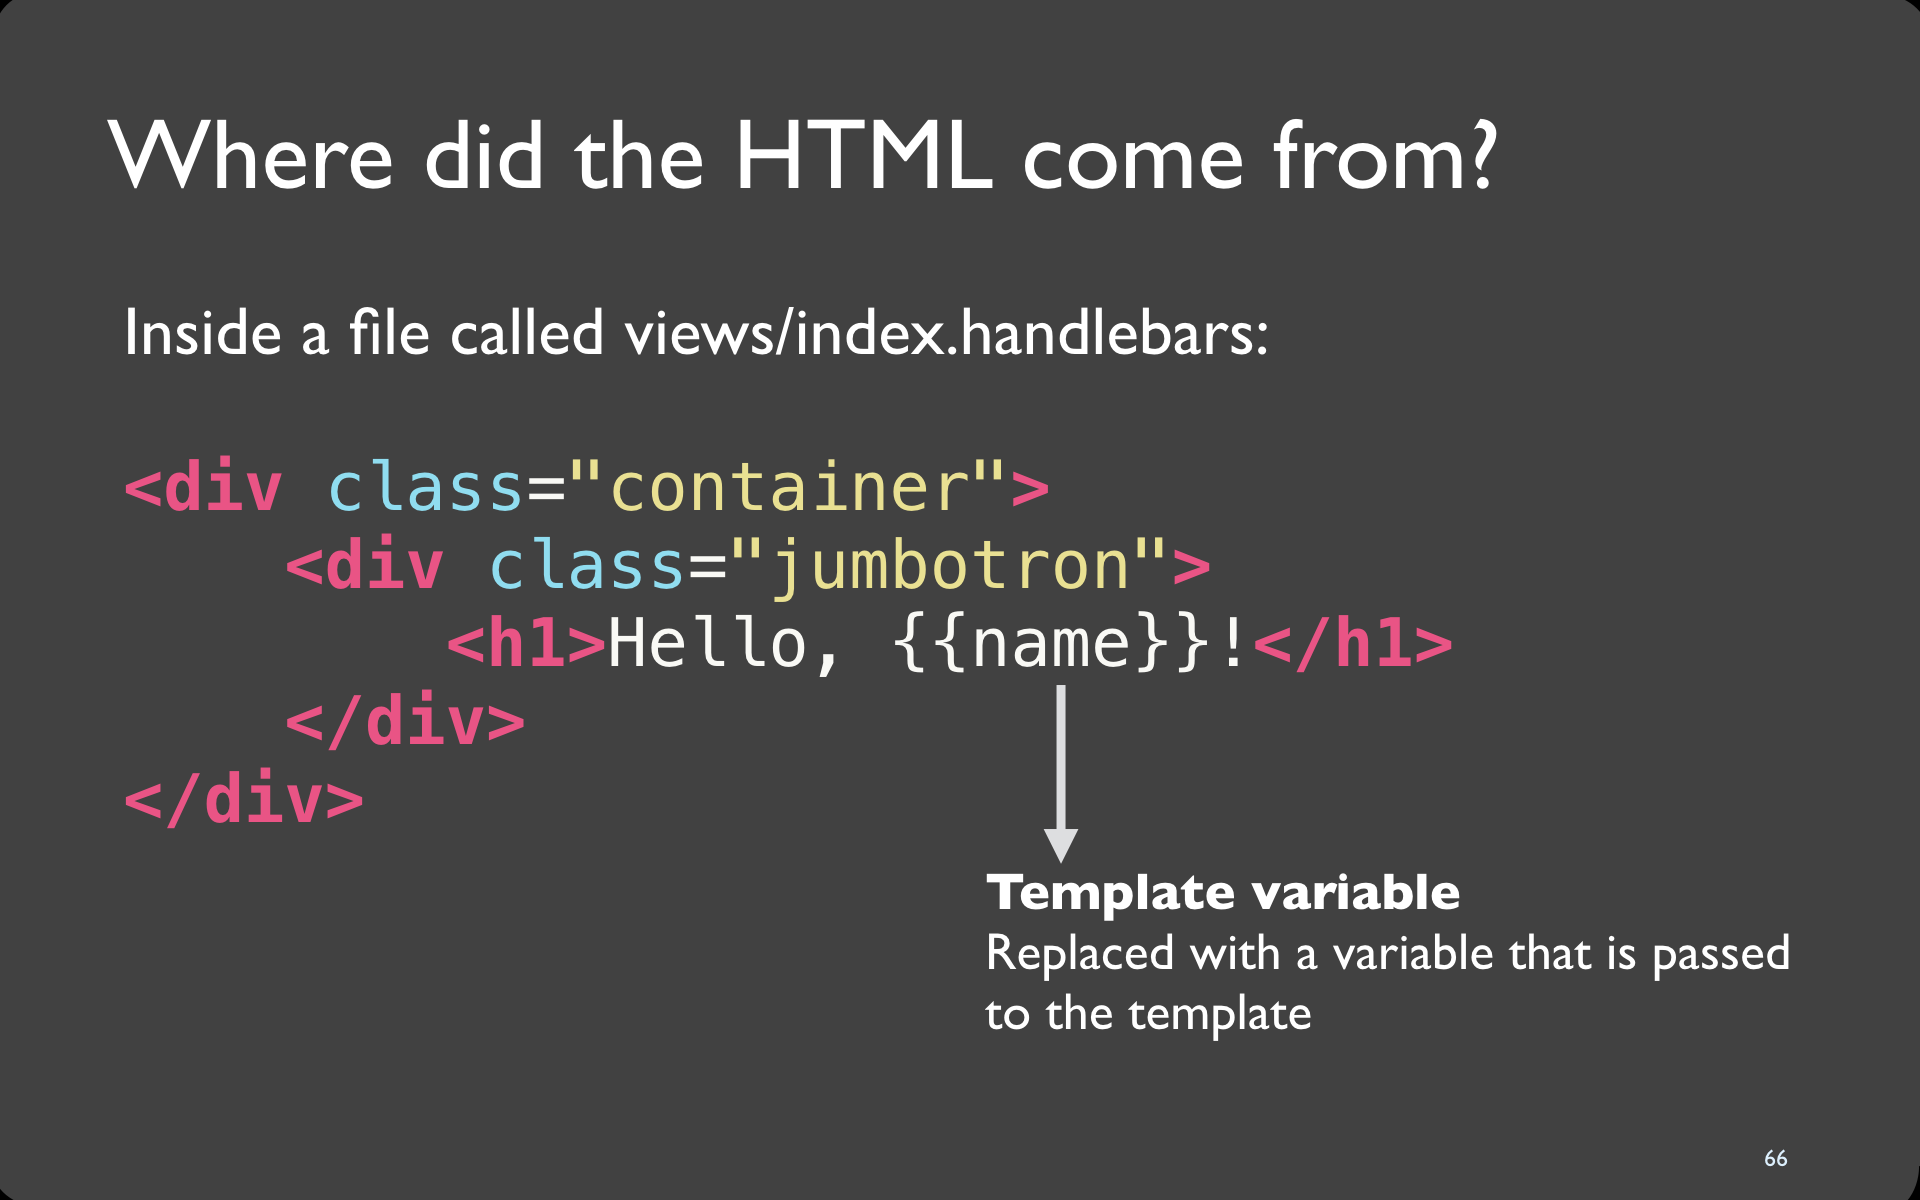 Where did the HTML come from?
Inside a file called views/index.handlebars:
<div class="container">
    <div class="jumbotron">
        <h1>Hello, {{name}}!</h1>
    </div>
</div>
Template variable
Replaced with a variable that is passed
to the template
66